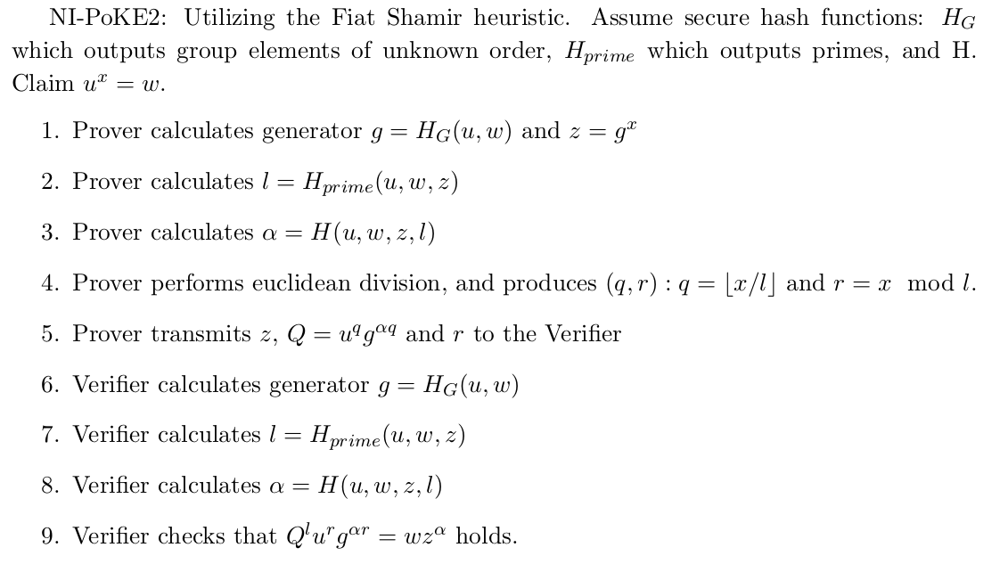 NI-PoKE2: Utilizing the Fiat Shamir heuristic. Assume secure hash functions: $H_G$
which outputs group elements of unknown order, $H_{prime}$ which outputs primes, and H.
Claim $u^x = w$.
1. Prover calculates generator $g = H_G(u, w)$ and $z = g^x$
2. Prover calculates $l = H_{prime}(u, w, z)$
3. Prover calculates $\alpha = H(u, w, z, l)$
4. Prover performs euclidean division, and produces $(q, r) : q = \lfloor x/l \rfloor$ and $r = x \mod l$.
5. Prover transmits $z$, $Q = u^q g^{\alpha q}$ and $r$ to the Verifier
6. Verifier calculates generator $g = H_G(u, w)$
7. Verifier calculates $l = H_{prime}(u, w, z)$
8. Verifier calculates $\alpha = H(u, w, z, l)$
9. Verifier checks that $Q^l u^r g^{\alpha r} = wz^\alpha$ holds.